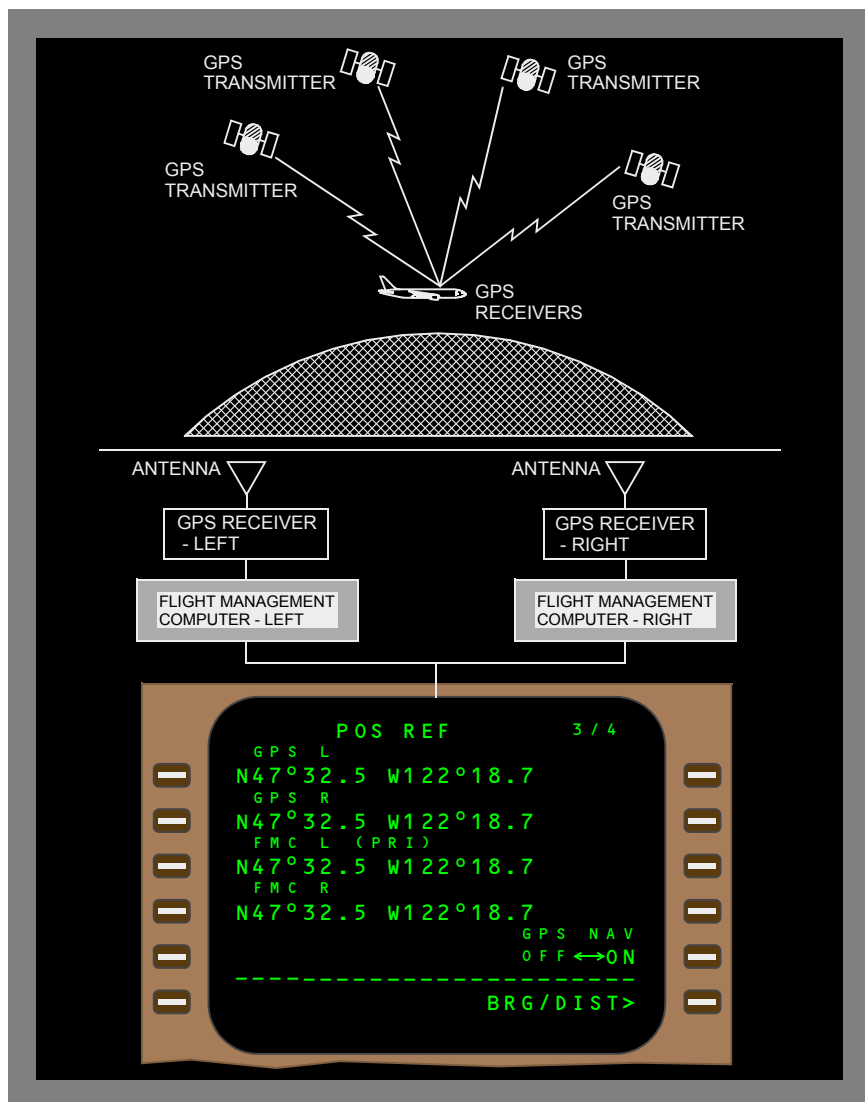 GPS
TRANSMITTER
GPS
TRANSMITTER
GPS
TRANSMITTER
GPS
TRANSMITTER
GPS
RECEIVERS
ANTENNA
ANTENNA
GPS RECEIVER
- LEFT
GPS RECEIVER
- RIGHT
FLIGHT MANAGEMENT
COMPUTER - LEFT
FLIGHT MANAGEMENT
COMPUTER - RIGHT
POS REF 3/4
GPS L
N47°32.5 W122°18.7
GPS R
N47°32.5 W122°18.7
FMC L (PRI)
N47°32.5 W122°18.7
FMC R
N47°32.5 W122°18.7
GPS NAV
OFF<->ON
------------------------
BRG/DIST>